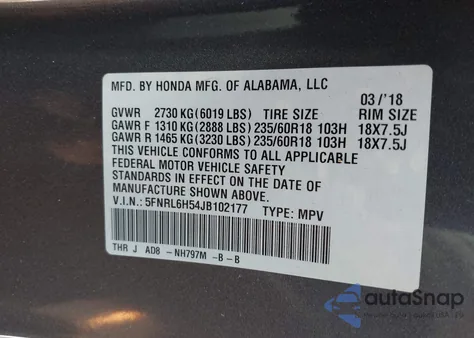 MFD. BY HONDA MFG. OF ALABAMA, LLC
03/'18
GVWR 2730 KG(6019 LBS) TIRE SIZE RIM SIZE
GAWR F 1310 KG(2888 LBS) 235/60R18 103H 18X7.5J
GAWR R 1465 KG(3230 LBS) 235/60R18 103H 18X7.5J
THIS VEHICLE CONFORMS TO ALL APPLICABLE
FEDERAL MOTOR VEHICLE SAFETY
STANDARDS IN EFFECT ON THE DATE OF
MANUFACTURE SHOWN ABOVE.
V.I.N.: 5FNRL6H54JB102177 TYPE: MPV
THR J AD8 -NH797M -B -B
autoSnap